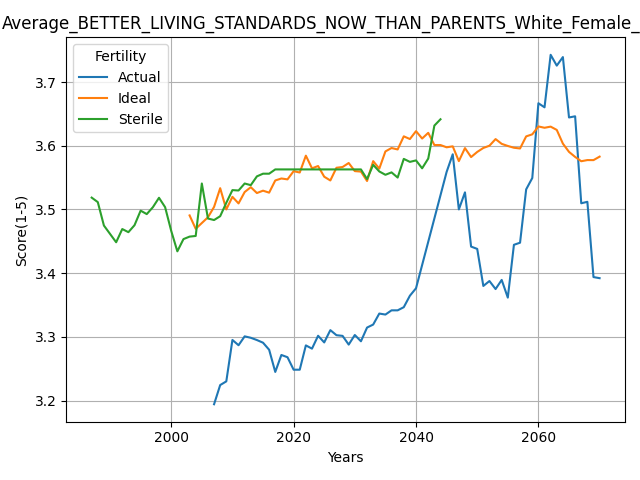 Average_BETTER_LIVING_STANDARDS_NOW_THAN_PARENTS_White_Female_
Fertility
Actual
Ideal
Sterile
Score(1-5)
3.7
3.6
3.5
3.4
3.3
3.2
2000 2020 2040 2060
Years